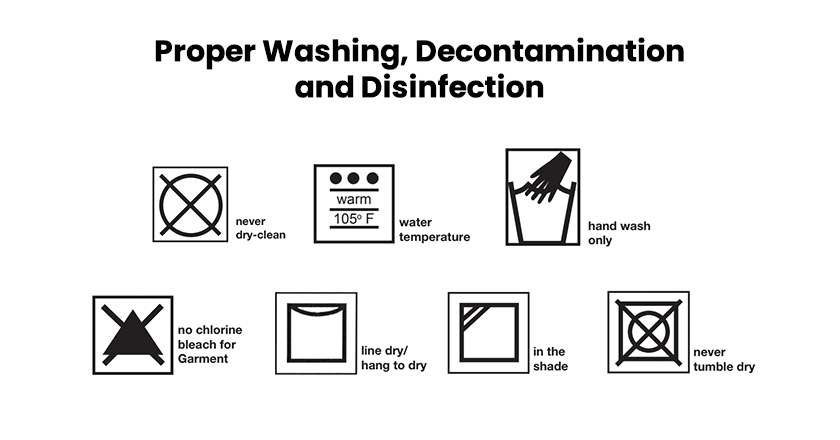 Proper Washing, Decontamination
and Disinfection
never
dry-clean
warm
105º F
water
temperature
hand wash
only
no chlorine
bleach for
Garment
line dry/
hang to dry
in the
shade
never
tumble dry